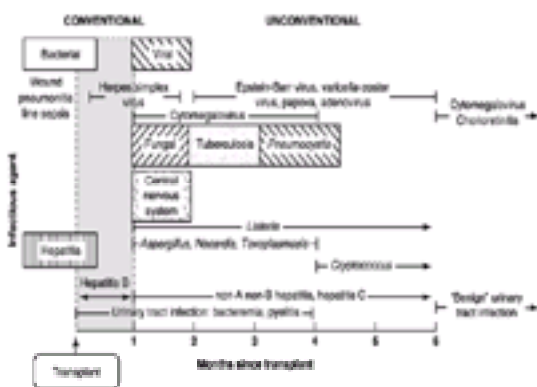 CONVENTIONAL
UNCONVENTIONAL
Bacterial
Viral
Wound
pneumonia
line sepsis
Herpes simplex
virus
Epstein-Barr virus, varicella-zoster
virus, papova, adenovirus
Cytomegalovirus
Cytomegalovirus
Chorioretinitis
Fungal
Tuberculosis
Pneumocystis
Central
nervous
system
Infectious agent
Listeria
Hepatitis
Aspergillus, Nocardia, Toxoplasmosis
Cryptococcus
Hepatitis B
non A non B hepatitis, hepatitis C
Urinary tract infection: bacteremia, pyelitis
"Benign" urinary
tract infection
0 1 2 3 4 5 6
Transplant
Months since transplant